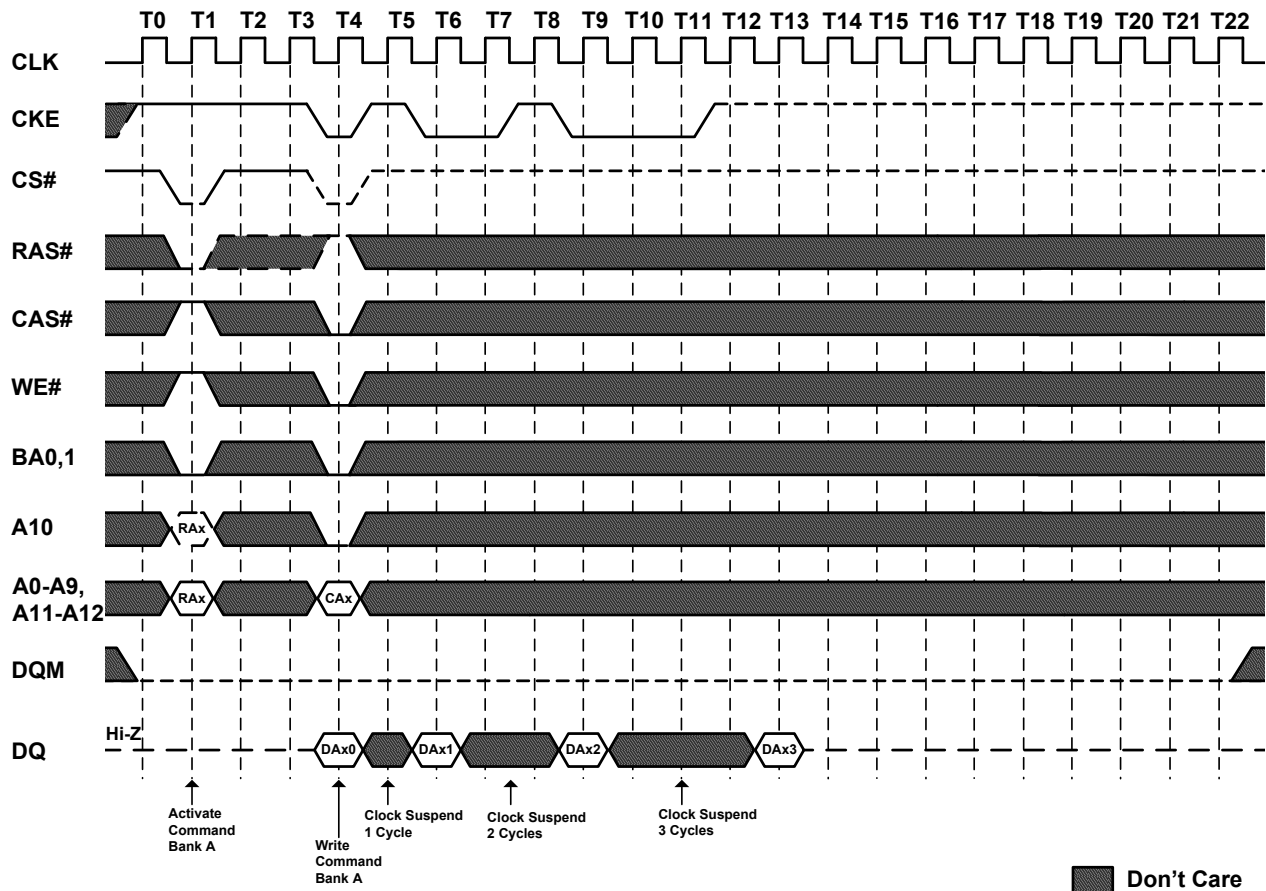 T0 T1 T2 T3 T4 T5 T6 T7 T8 T9 T10 T11 T12 T13 T14 T15 T16 T17 T18 T19 T20 T21 T22
CLK
CKE
CS#
RAS#
CAS#
WE#
BA0,1
A10
RAx
A0-A9,
A11-A12
RAx
CAx
DQM
DQ
Hi-Z
DAx0
DAx1
DAx2
DAx3
Activate
Command
Bank A
Write
Command
Bank A
Clock Suspend
1 Cycle
Clock Suspend
2 Cycles
Clock Suspend
3 Cycles
Don't Care